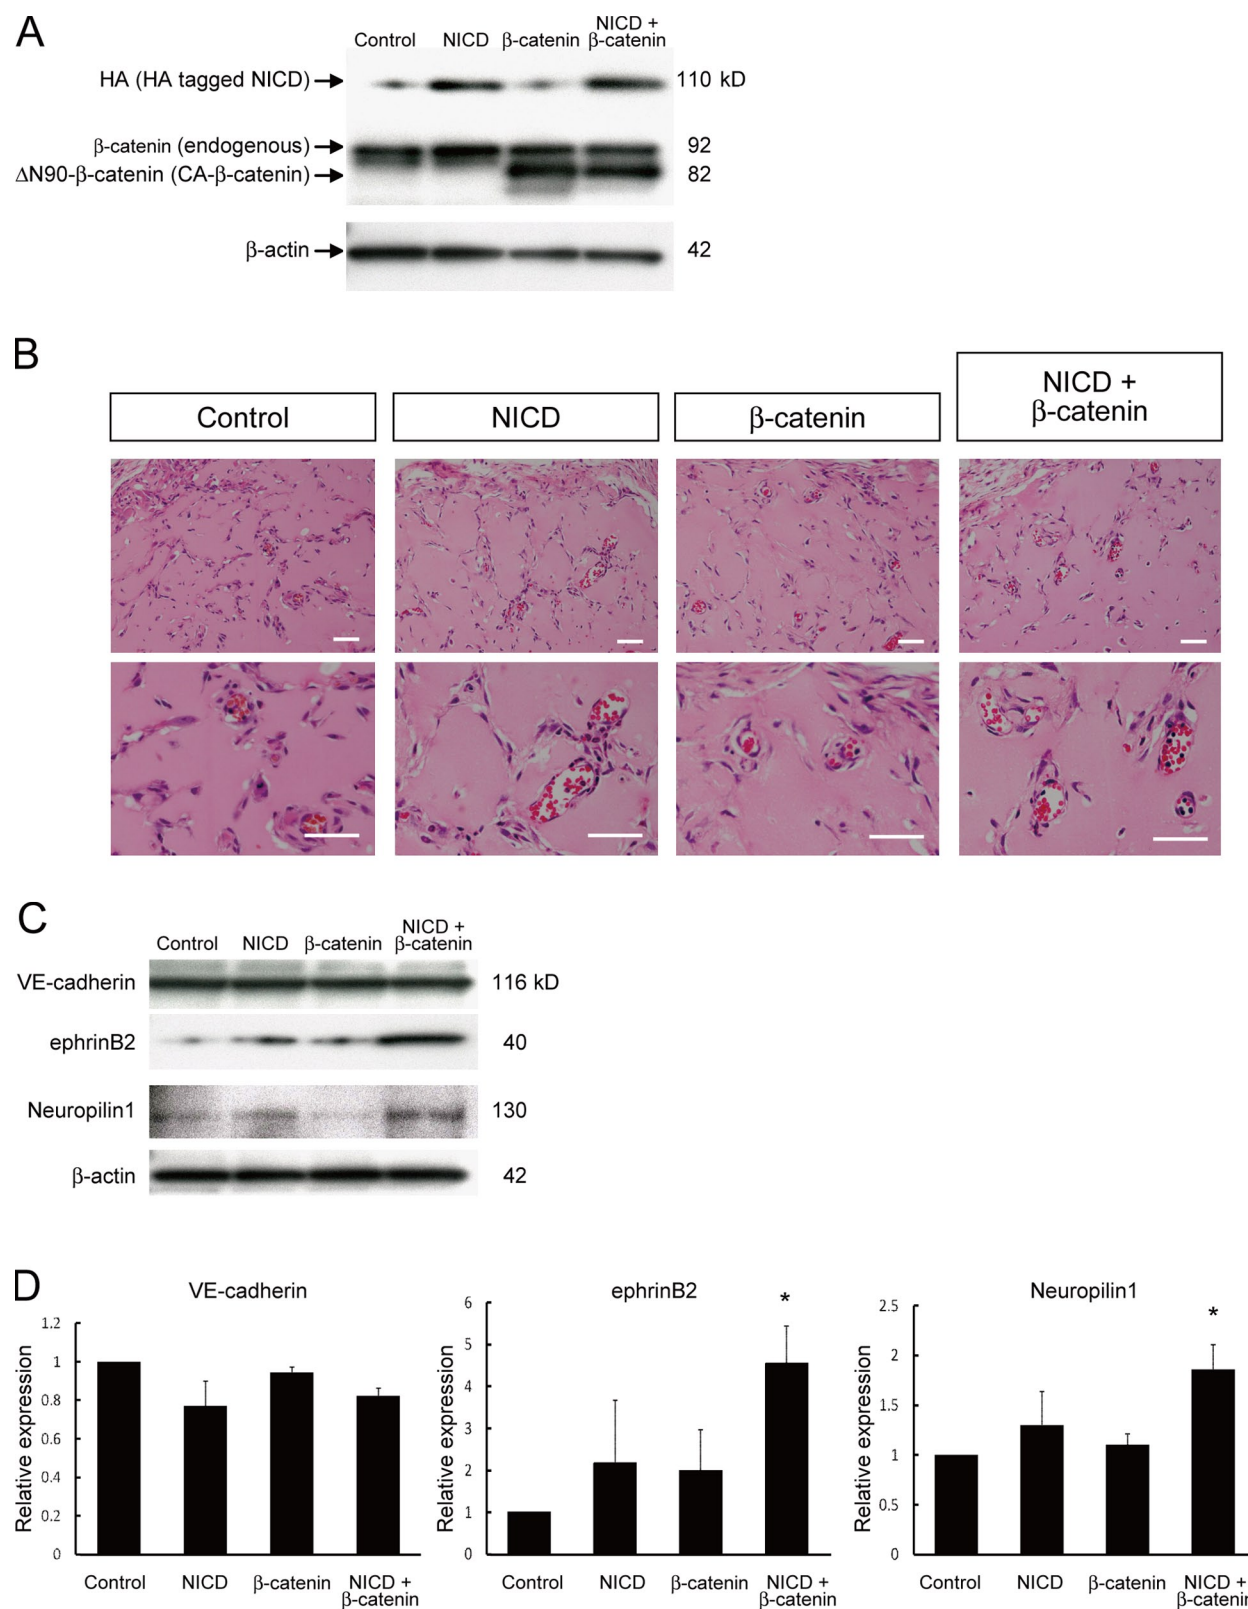 A
Control NICD β-catenin NICD + β-catenin
HA (HA tagged NICD) 110 kD
β-catenin (endogenous) 92
ΔN90-β-catenin (CA-β-catenin) 82
β-actin 42
B
Control NICD β-catenin NICD + β-catenin
C
Control NICD β-catenin NICD + β-catenin
VE-cadherin 116 kD
ephrinB2 40
Neuropilin1 130
β-actin 42
D
VE-cadherin
Relative expression
1.2
1
0.8
0.6
0.4
0.2
0
Control NICD β-catenin NICD + β-catenin
ephrinB2
Relative expression
6
5
4
3
2
1
0
*
Control NICD β-catenin NICD + β-catenin
Neuropilin1
Relative expression
2.5
2
1.5
1
0.5
0
*
Control NICD β-catenin NICD + β-catenin